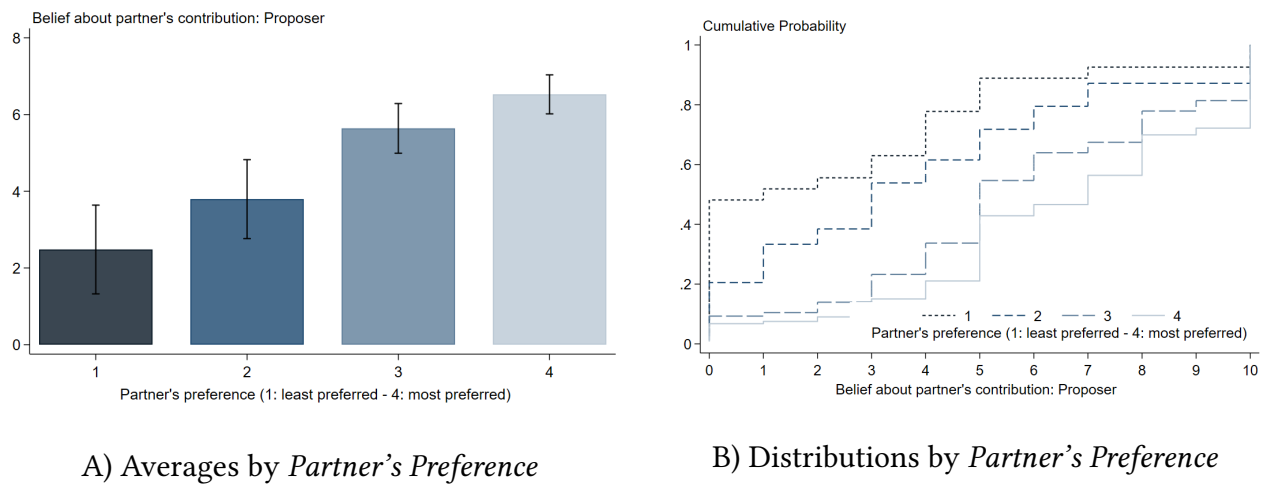 Belief about partner's contribution: Proposer
8
6
4
2
0
1 2 3 4
Partner's preference (1: least preferred - 4: most preferred)
A) Averages by Partner's Preference
Cumulative Probability
1
.8
.6
.4
.2
0
1 2 3 4
Partner's preference (1: least preferred - 4: most preferred)
0 1 2 3 4 5 6 7 8 9 10
Belief about partner's contribution: Proposer
B) Distributions by Partner's Preference